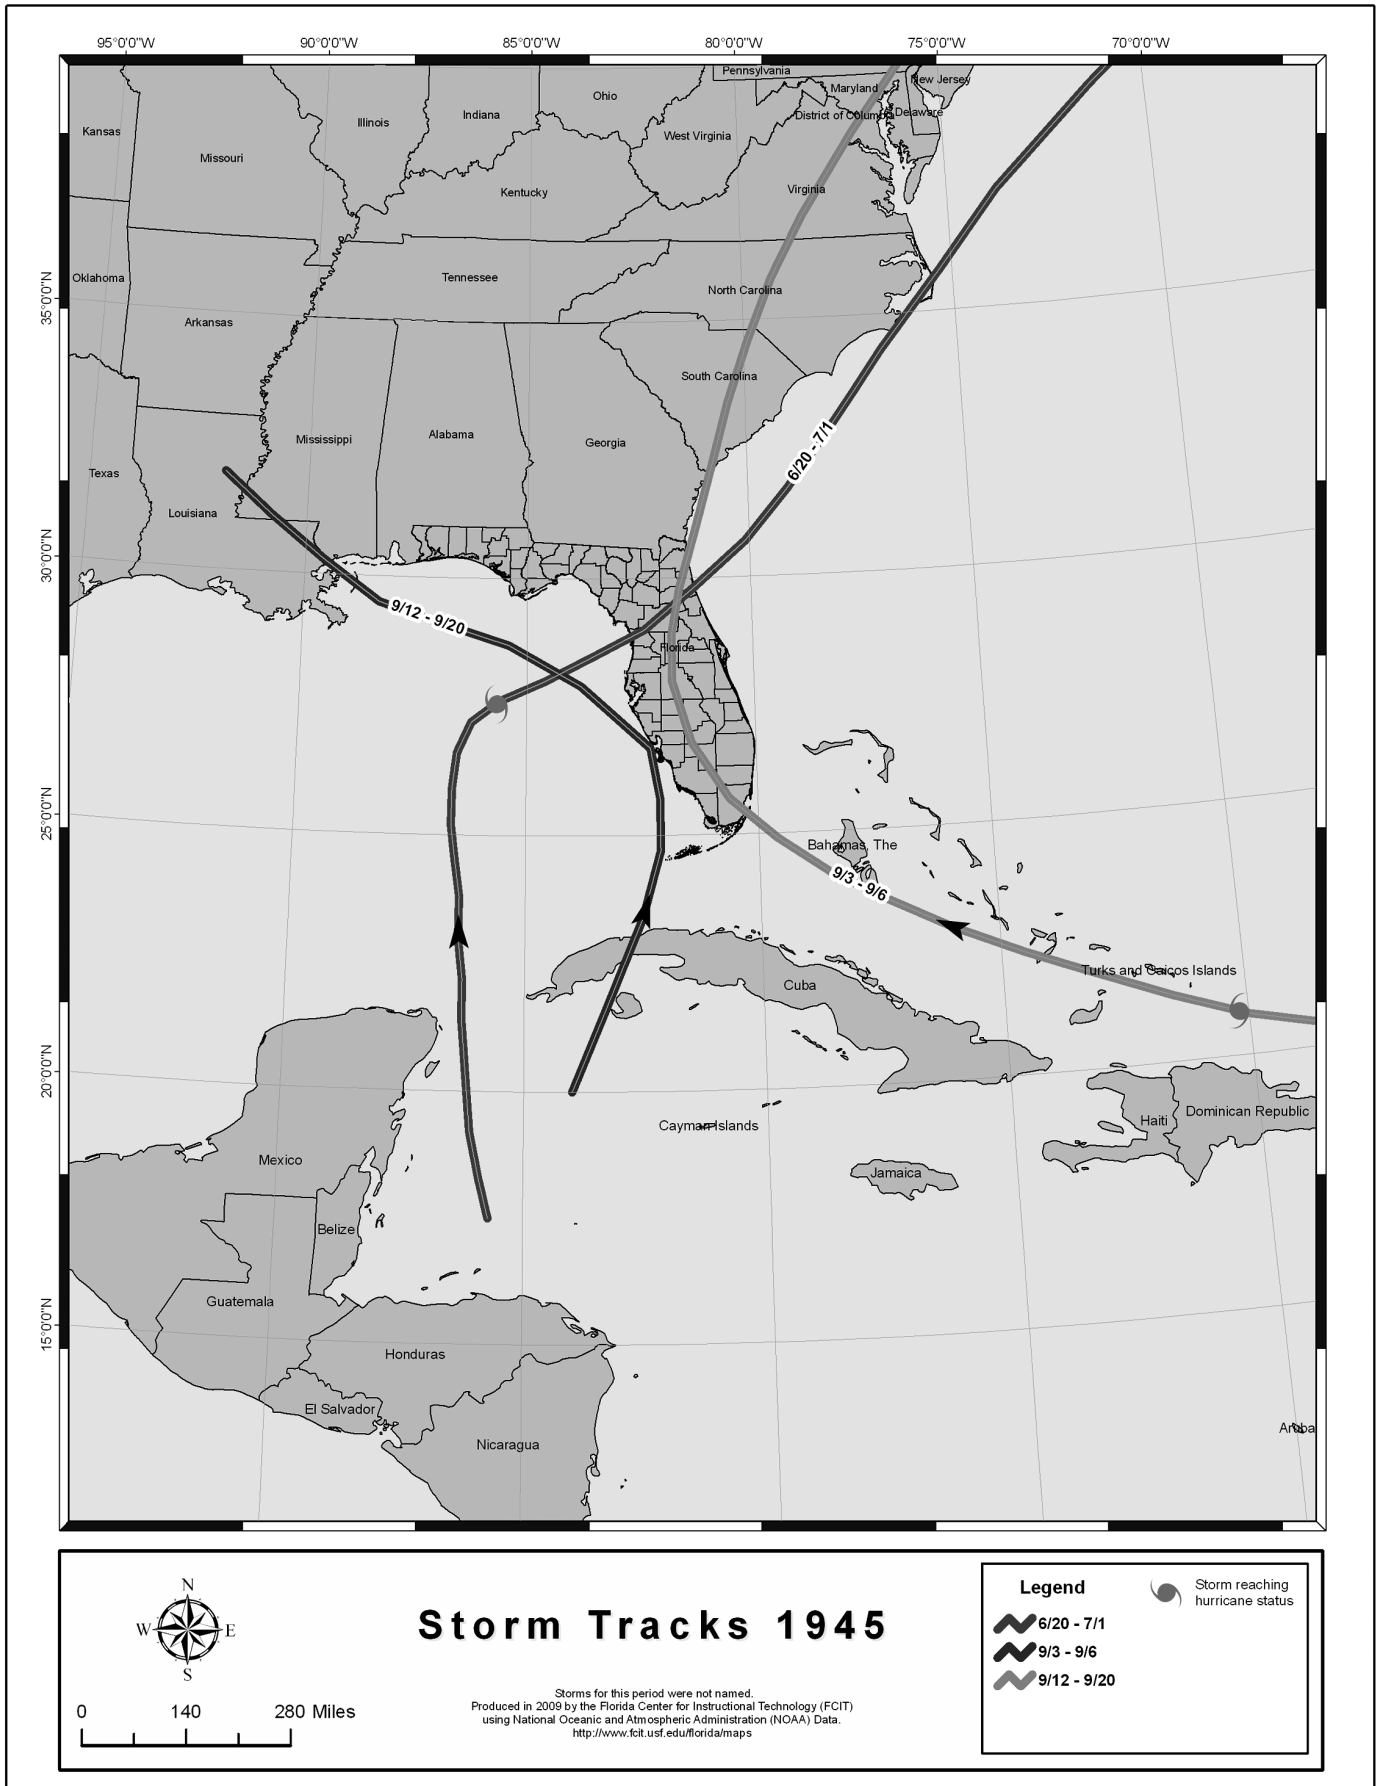 95°0'0"W 90°0'0"W 85°0'0"W 80°0'0"W 75°0'0"W 70°0'0"W
Pennsylvania
New Jersey
Maryland
Ohio
Delaware
District of Columbia
Indiana
Illinois
Kansas
West Virginia
Missouri
Virginia
Kentucky
Oklahoma
Tennessee
North Carolina
35°0'0"N
Arkansas
South Carolina
Mississippi
Alabama
Georgia
6/20 - 7/1
Texas
Louisiana
30°0'0"N
9/12 - 9/20
Florida
25°0'0"N
Bahamas, The
9/3 - 9/6
Turks and Caicos Islands
Cuba
20°0'0"N
Dominican Republic
Haiti
Cayman Islands
Mexico
Jamaica
Belize
Guatemala
15°0'0"N
Honduras
El Salvador
Aruba
Nicaragua
Storm Tracks 1945
N
W E
S
0 140 280 Miles
Storms for this period were not named.
Produced in 2009 by the Florida Center for Instructional Technology (FCIT)
using National Oceanic and Atmospheric Administration (NOAA) Data.
http://www.fcit.usf.edu/florida/maps
Legend
6/20 - 7/1
9/3 - 9/6
9/12 - 9/20
Storm reaching
hurricane status